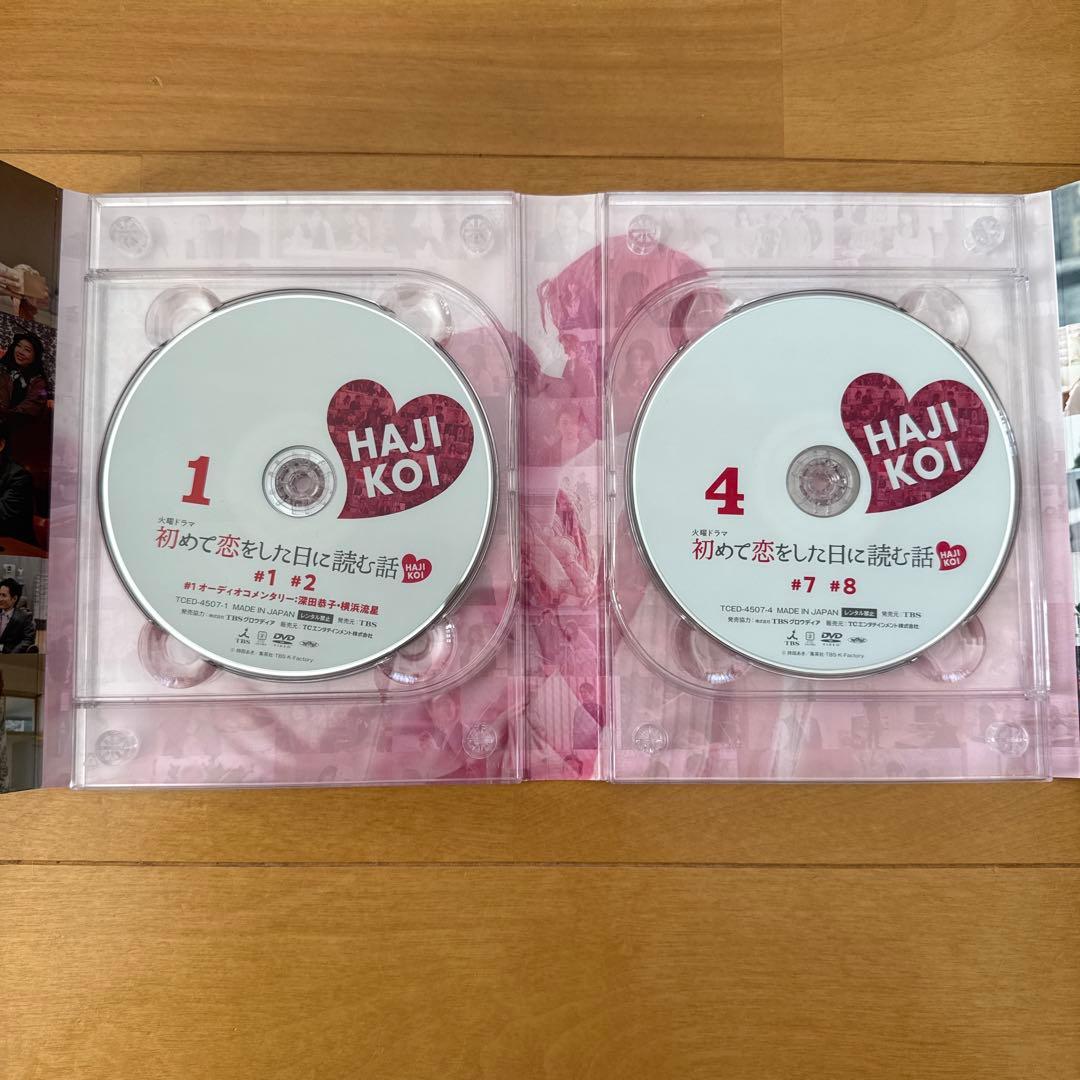 HAJI
KOI
1
火曜ドラマ
初めて恋をした日に読む話
HAJI
KOI
#1 #2
#1 オーディオコメンタリー:深田恭子・横浜流星
TCED-4507-1 MADE IN JAPAN レンタル禁止 発売元:TBS
発売協力:株式会社TBSグロウディア 販売元:TCエンタテインメント株式会社
TBS
DVD
VIDEO
© 持田あき/集英社・TBS・K-Factory
HAJI
KOI
4
火曜ドラマ
初めて恋をした日に読む話
HAJI
KOI
#7 #8
TCED-4507-4 MADE IN JAPAN レンタル禁止 発売元:TBS
発売協力:株式会社TBSグロウディア 販売元:TCエンタテインメント株式会社
TBS
DVD
VIDEO
© 持田あき/集英社・TBS・K-Factory